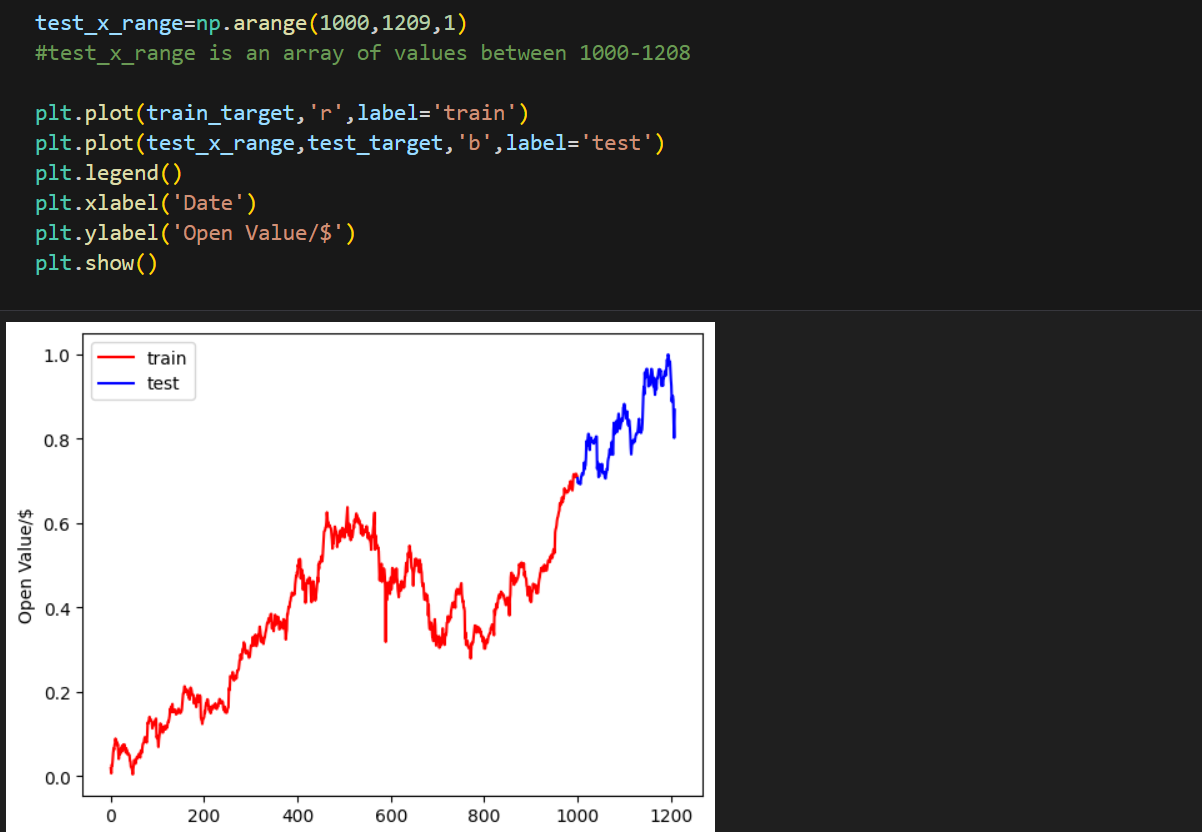 test_x_range=np.arange(1000,1209,1)
#test_x_range is an array of values between 1000-1208
plt.plot(train_target,'r',label='train')
plt.plot(test_x_range,test_target,'b',label='test')
plt.legend()
plt.xlabel('Date')
plt.ylabel('Open Value/$')
plt.show()
train
test
1.0
0.8
0.6
0.4
0.2
0.0
Open Value/$
0 200 400 600 800 1000 1200